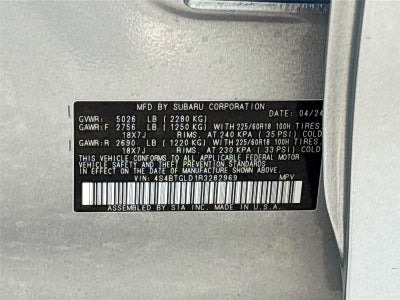 MFD BY SUBARU CORPORATION
DATE: 04/24
GVWR: 5026 LB (2280 KG)
GAWR:F 2756 LB (1250 KG) WITH 225/60R18 100H TIRES
18X7J RIMS. AT 240 KPA (35 PSI) COLD
GAWR:R 2690 LB (1220 KG) WITH 225/60R18 100H TIRES
18X7J RIMS. AT 230 KPA (33 PSI) COLD
THIS VEHICLE CONFORMS TO ALL APPLICABLE FEDERAL MOTOR
VEHICLE SAFETY AND THEFT PREVENTION STANDARDS IN
EFFECT ON THE DATE OF MANUFACTURE SHOWN ABOVE.
VIN: 4S4BTGLD1R3282969 MPV
ASSEMBLED BY SIA INC. MADE IN U.S.A.